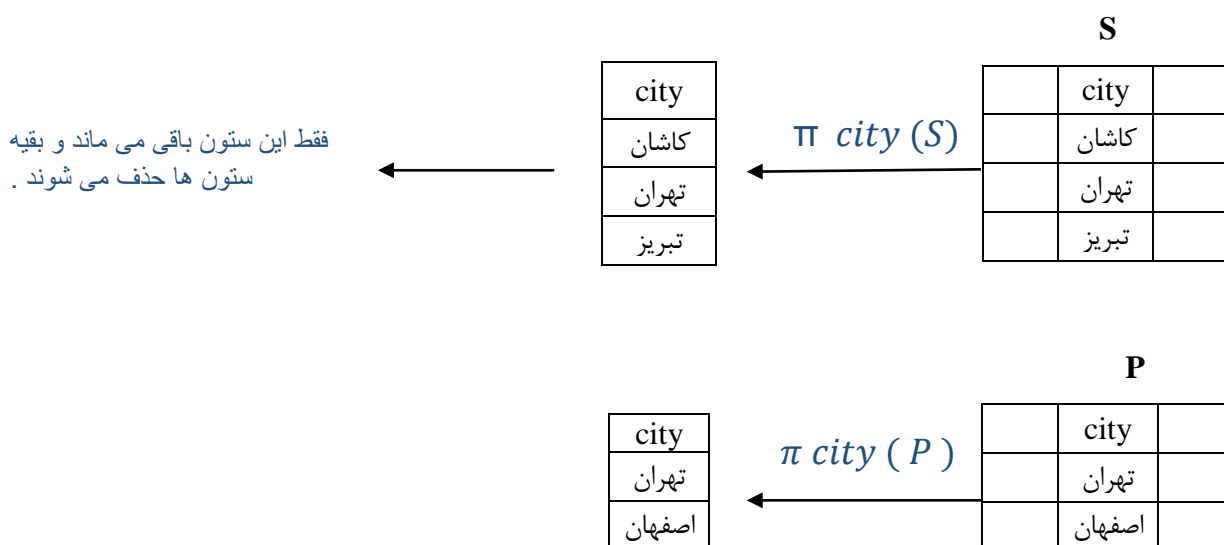 S
city
کاشان
تهران
تبریز
π city (S)
city
کاشان
تهران
تبریز
فقط این ستون باقی می ماند و بقیه
ستون ها حذف می شوند .
P
city
تهران
اصفهان
π city ( P )
city
تهران
اصفهان